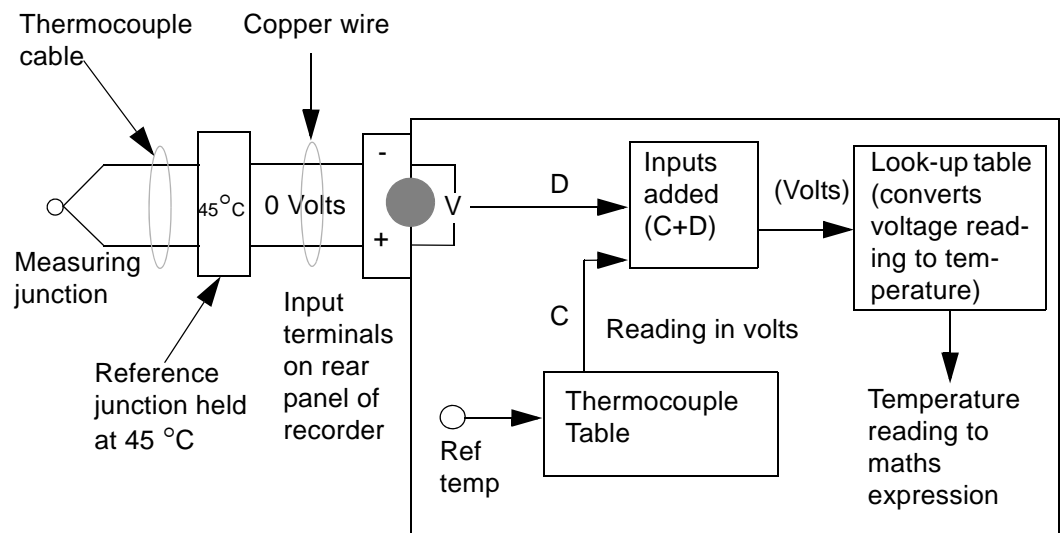 Thermocouple
cable
Copper wire
45°C
0 Volts
-
+
V
Measuring
junction
Reference
junction held
at 45 °C
Input
terminals
on rear
panel of
recorder
D
C
Inputs
added
(C+D)
(Volts)
Look-up table
(converts
voltage read-
ing to tem-
perature)
Reading in volts
Ref
temp
Thermocouple
Table
Temperature
reading to
maths
expression